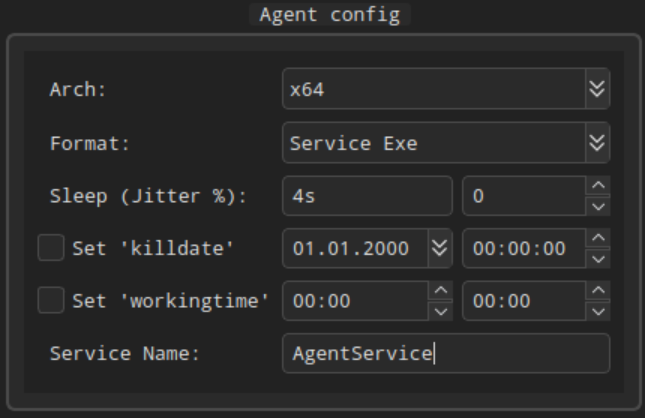 Agent config
Arch: x64
Format: Service Exe
Sleep (Jitter %): 4s 0
Set 'killdate' 01.01.2000 00:00:00
Set 'workingtime' 00:00 00:00
Service Name: AgentService